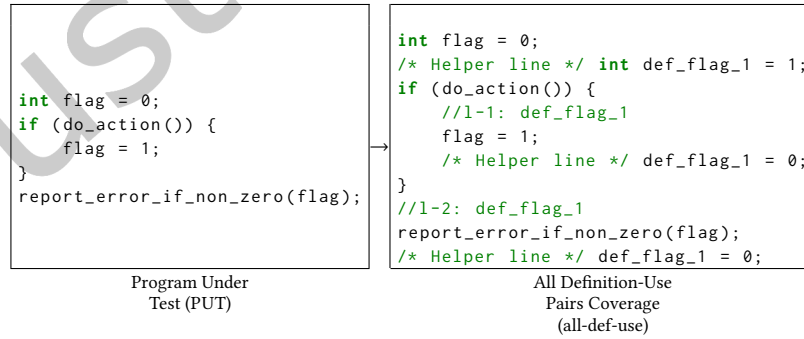 int flag = 0;
if (do_action()) {
    flag = 1;
}
report_error_if_non_zero(flag);
→
int flag = 0;
/* Helper line */ int def_flag_1 = 1;
if (do_action()) {
    //l-1: def_flag_1
    flag = 1;
    /* Helper line */ def_flag_1 = 0;
}
//l-2: def_flag_1
report_error_if_non_zero(flag);
/* Helper line */ def_flag_1 = 0;
Program Under
Test (PUT)
All Definition-Use
Pairs Coverage
(all-def-use)
ust